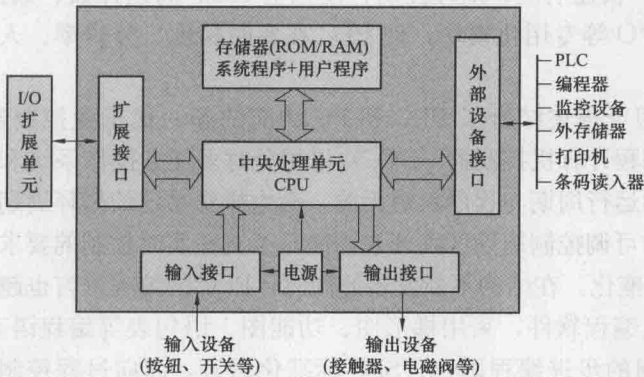 存储器(ROM/RAM)
系统程序+用户程序
I/O
扩展单元
扩展接口
中央处理单元
CPU
外部设备接口
PLC
编程器
监控设备
外存储器
打印机
条码读入器
输入接口
电源
输出接口
输入设备
(按钮、开关等)
输出设备
(接触器、电磁阀等)